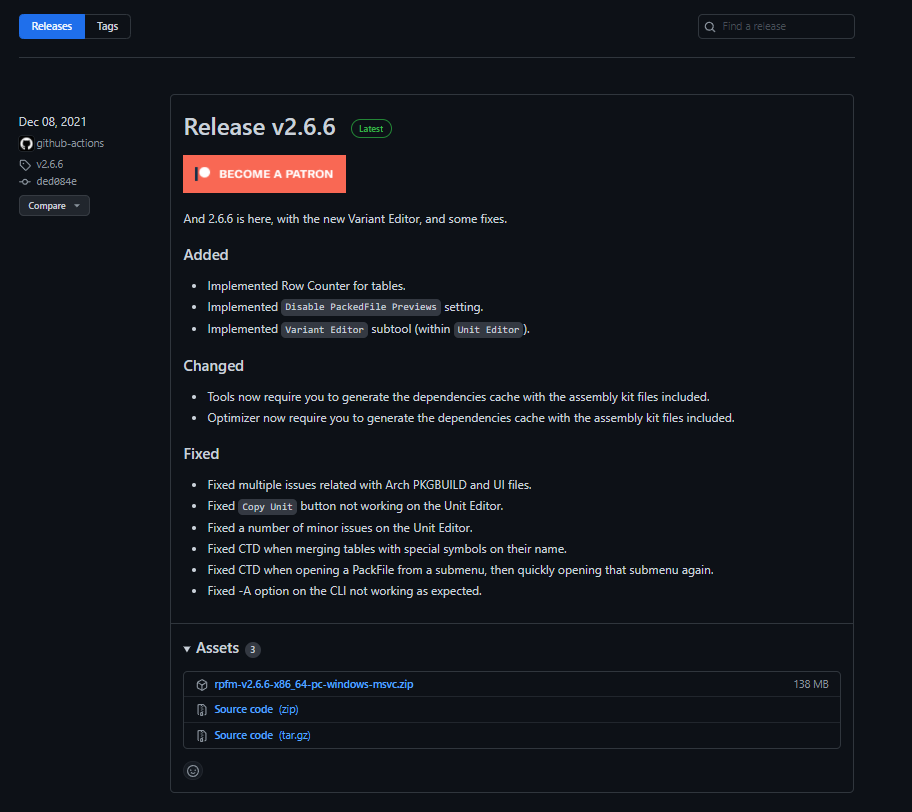 Releases Tags
Find a release
Dec 08, 2021
github-actions
v2.6.6
ded084e
Compare
Release v2.6.6 Latest
BECOME A PATRON
And 2.6.6 is here, with the new Variant Editor, and some fixes.
Added
Implemented Row Counter for tables.
Implemented Disable PackedFile Previews setting.
Implemented Variant Editor subtool (within Unit Editor).
Changed
Tools now require you to generate the dependencies cache with the assembly kit files included.
Optimizer now require you to generate the dependencies cache with the assembly kit files included.
Fixed
Fixed multiple issues related with Arch PKGBUILD and UI files.
Fixed Copy Unit button not working on the Unit Editor.
Fixed a number of minor issues on the Unit Editor.
Fixed CTD when merging tables with special symbols on their name.
Fixed CTD when opening a PackFile from a submenu, then quickly opening that submenu again.
Fixed -A option on the CLI not working as expected.
Assets 3
rpfm-v2.6.6-x86_64-pc-windows-msvc.zip 138 MB
Source code (zip)
Source code (tar.gz)